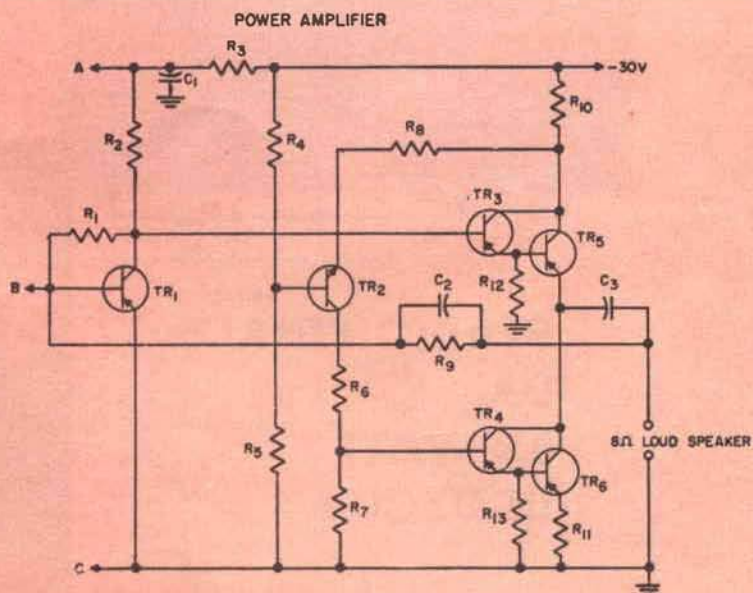 POWER AMPLIFIER
A
R3
C1
-30V
R2
R4
R8
R10
R1
TR3
TR5
B
TR1
TR2
C2
R12
C3
R9
R6
TR4
8Ω LOUD SPEAKER
R5
TR6
R7
R13
R11
C